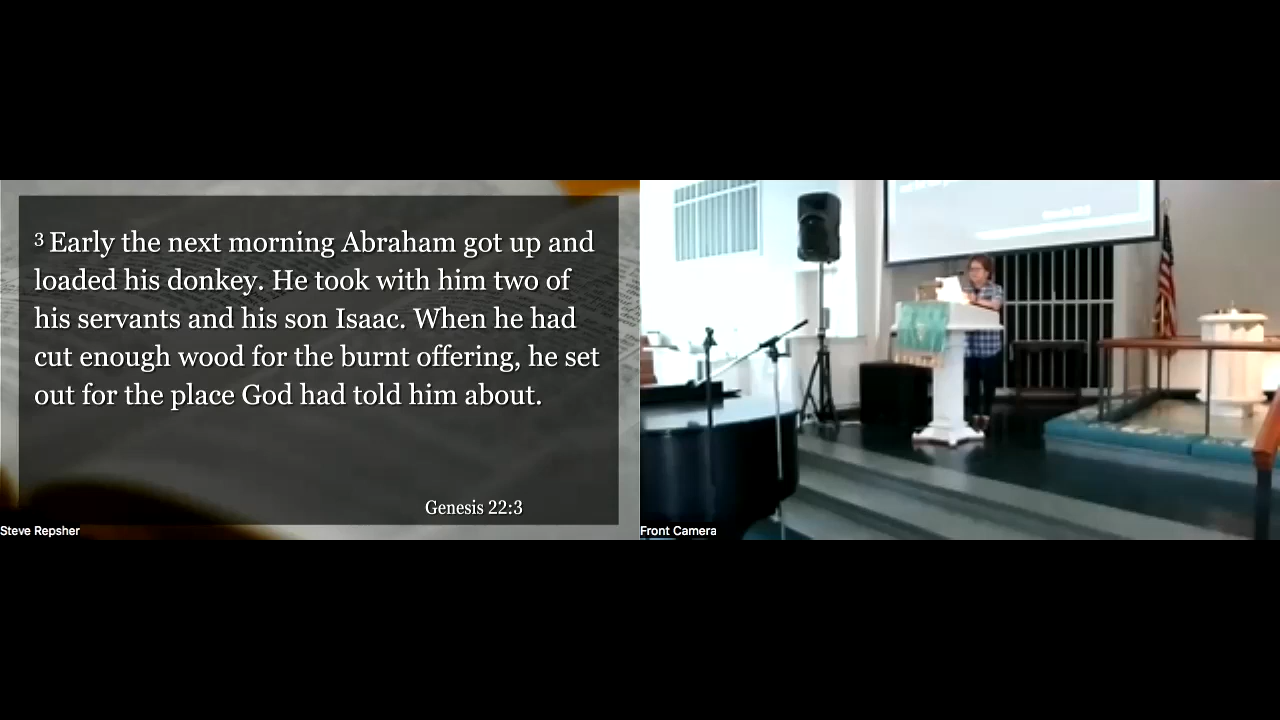 3 Early the next morning Abraham got up and
loaded his donkey. He took with him two of
his servants and his son Isaac. When he had
cut enough wood for the burnt offering, he set
out for the place God had told him about.
Genesis 22:3
Steve Repsher
Front Camera